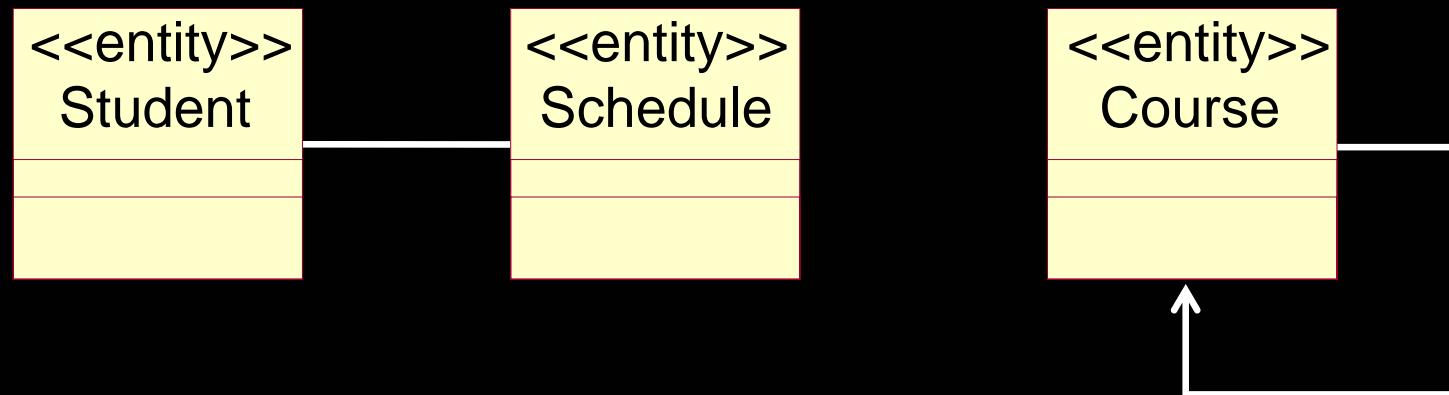 <<entity>>
Student
<<entity>>
Schedule
<<entity>>
Course